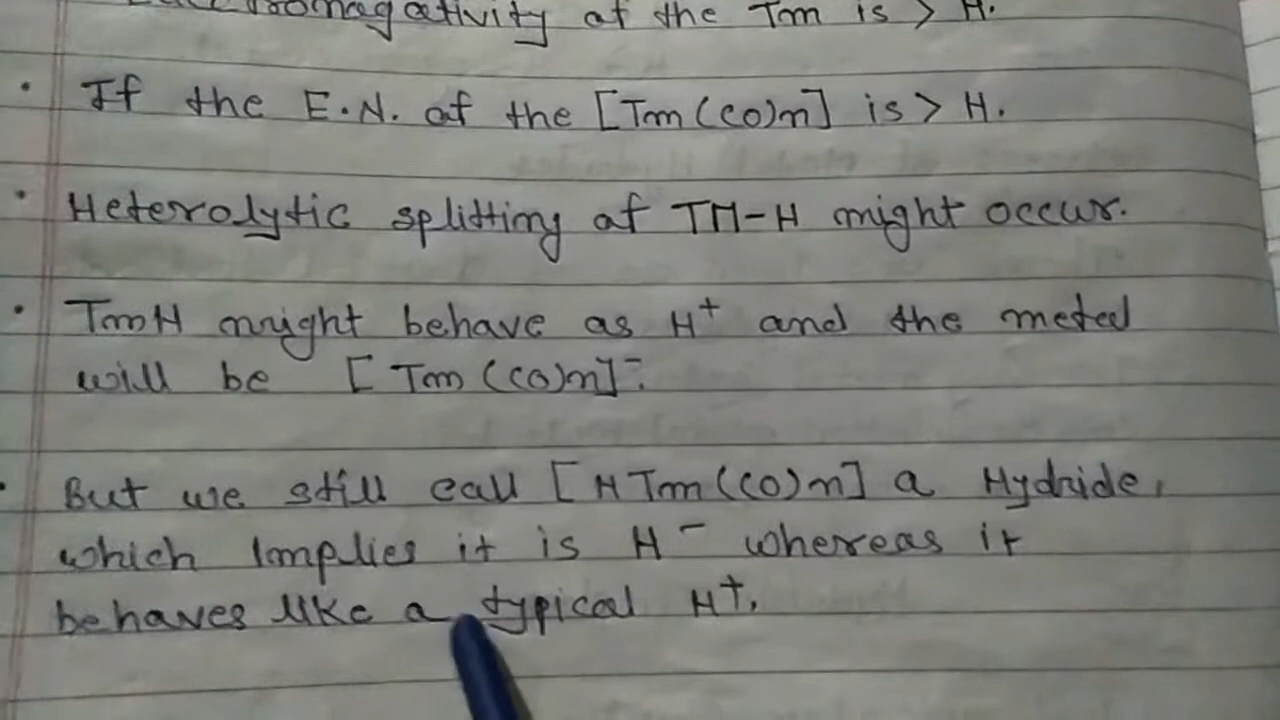 of the Tm is > H.
· If the E.N. of the [Tm(CO)n] is > H.
· Heterolytic splitting of TM-H might occur.
· TmH might behave as H⁺ and the metal
will be [Tm(CO)n]⁻.
· But we still call [HTm(CO)n] a Hydride,
which Implies it is H⁻ whereas it
behaves like a typical H⁺.